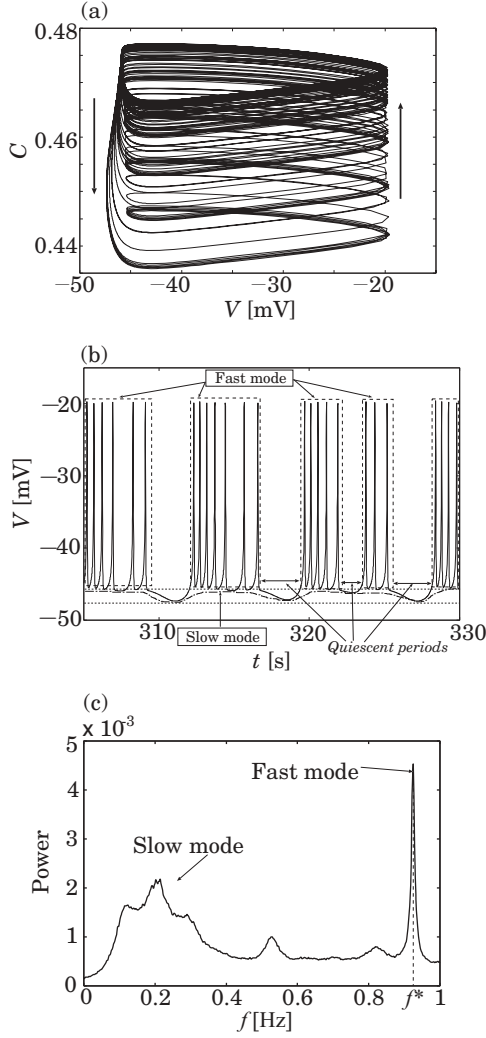 (a)
0.48
0.46
C
0.44
−50
−40
−30
−20
V [mV]
(b)
Fast mode
−20
−30
V [mV]
−40
−50
Slow mode
Quiescent periods
310
320
330
t [s]
(c)
x 10-3
5
Fast mode
4
3
Slow mode
Power
2
1
0
0
0.2
0.4
0.6
0.8
f*
1
f [Hz]